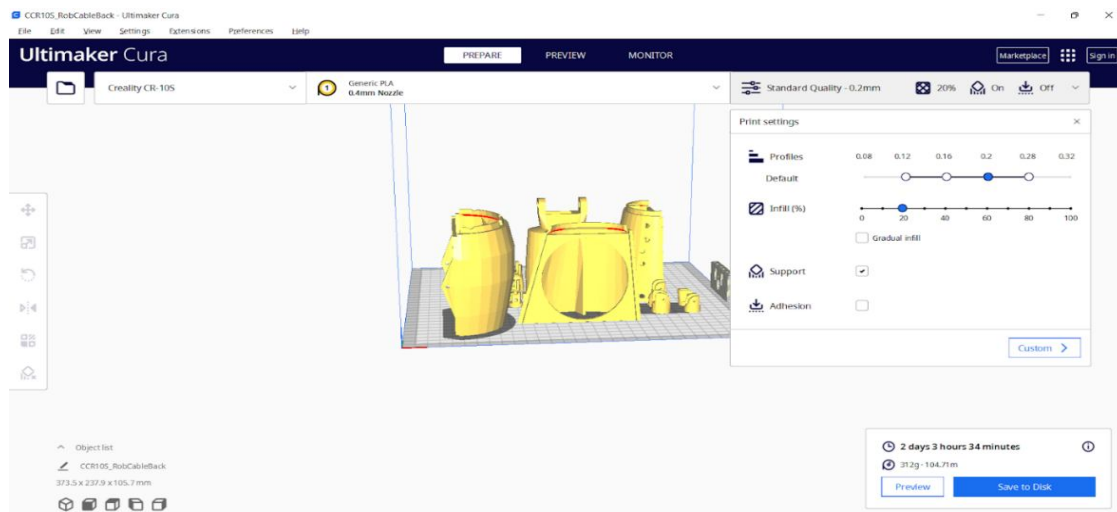 CCR10S_RobCableBack - Ultimaker Cura
File Edit View Settings Extensions Preferences Help
Ultimaker Cura
PREPARE PREVIEW MONITOR
Marketplace Sign in
Creality CR-10S
1 Generic PLA
0.4mm Nozzle
Standard Quality - 0.2mm 20% On Off
Print settings
Profiles 0.08 0.12 0.16 0.2 0.28 0.32
Default
Infill (%)
0 20 40 60 80 100
Gradual infill
Support
Adhesion
Custom
Object list
CCR10S_RobCableBack
373.5 x 237.9 x 105.7 mm
2 days 3 hours 34 minutes
312g · 104.71m
Preview Save to Disk